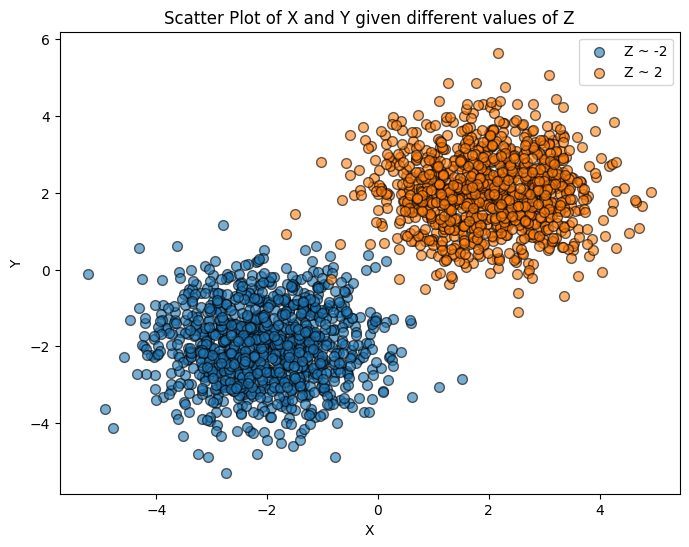 Scatter Plot of X and Y given different values of Z
Z ~ -2
Z ~ 2
6
4
2
0
−2
−4
Y
−4
−2
0
2
4
X